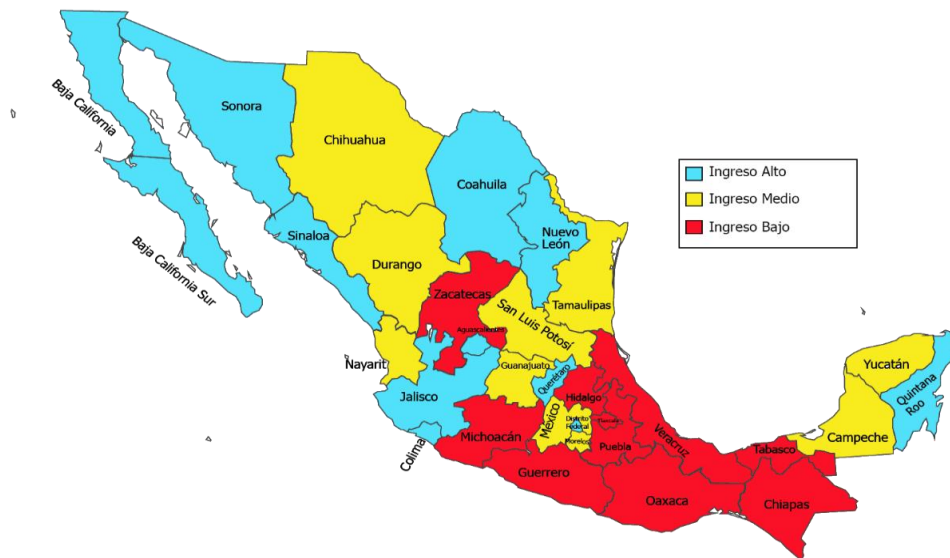 Baja California
Sonora
Chihuahua
Coahuila
Ingreso Alto
Ingreso Medio
Ingreso Bajo
Nuevo
León
Sinaloa
Baja California Sur
Durango
Zacatecas
Tamaulipas
San Luis Potosí
Aguascalientes
Nayarit
Guanajuato
Querétaro
Yucatán
Quintana
Roo
Jalisco
Hidalgo
México
Distrito
Federal
Tlaxcala
Morelos
Colima
Michoacán
Puebla
Veracruz
Tabasco
Campeche
Guerrero
Oaxaca
Chiapas